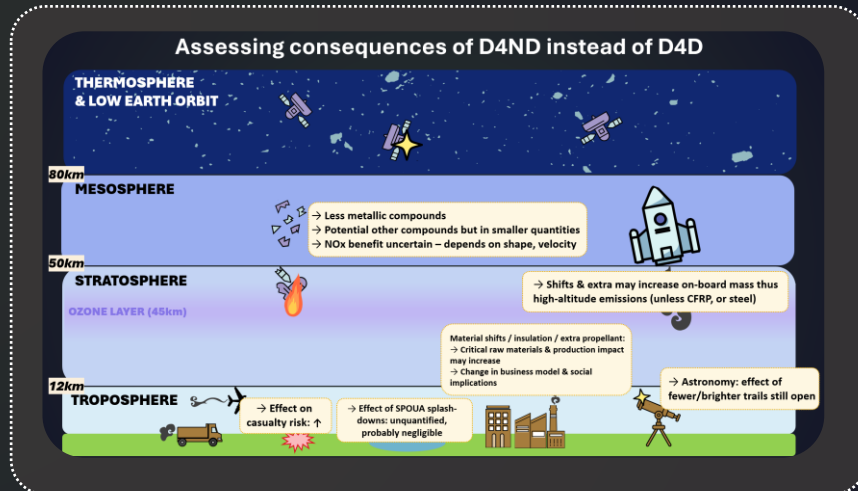 Assessing consequences of D4ND instead of D4D
THERMOSPHERE
& LOW EARTH ORBIT
80km
MESOSPHERE
→ Less metallic compounds
→ Potential other compounds but in smaller quantities
→ NOx benefit uncertain – depends on shape, velocity
50km
STRATOSPHERE
→ Shifts & extra may increase on-board mass thus
high-altitude emissions (unless CFRP, or steel)
OZONE LAYER (45km)
Material shifts / insulation / extra propellant:
→ Critical raw materials & production impact
may increase
→ Change in business model & social
implications
12km
TROPOSPHERE
→ Effect on
casualty risk: ↑
→ Effect of SPOUA splash-
downs: unquantified,
probably negligible
→ Astronomy: effect of
fewer/brighter trails still open